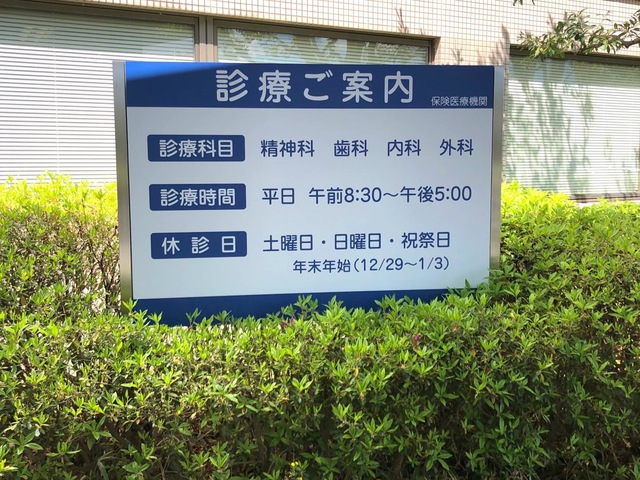 診療ご案内 保険医療機関
診療科目 精神科 歯科 内科 外科
診療時間 平日 午前8:30～午後5:00
休診日 土曜日・日曜日・祝祭日
年末年始(12/29～1/3)